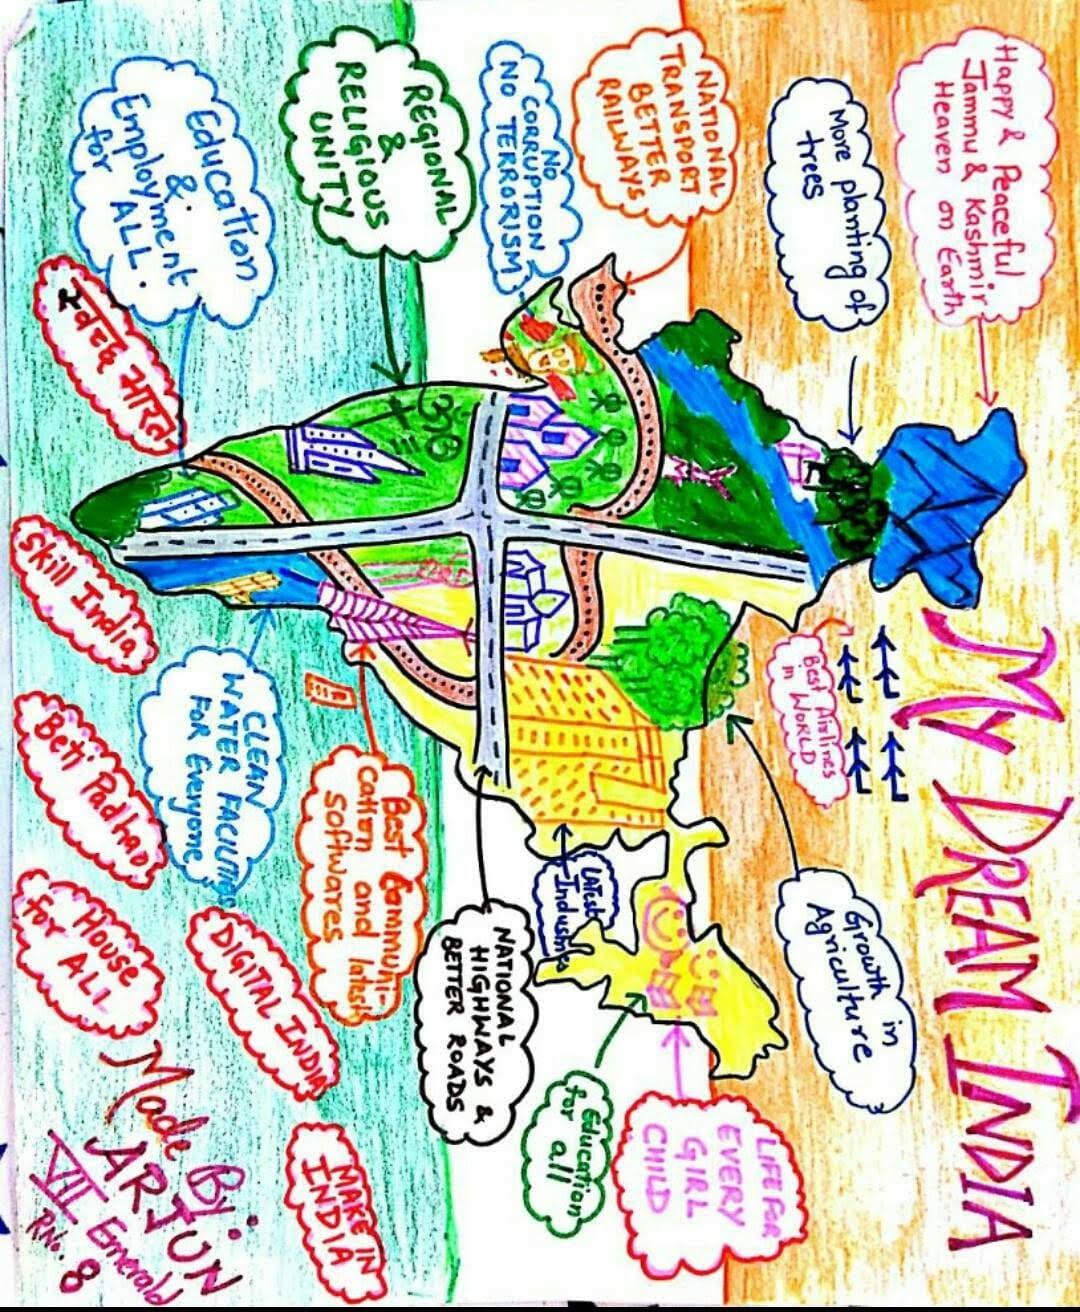 MY DREAM INDIA
Happy & Peaceful
Jammu & Kashmir
Heaven on Earth
More planting of
trees
Best Airlines
in WORLD
Growth in
Agriculture
NATIONAL
TRANSPORT
BETTER
RAILWAYS
LIFE FOR
EVERY
GIRL
CHILD
Education
for all
LATest
Industries
NO
CORRUPTION
NO TERRORISM
NATIONAL
HIGHWAYS &
BETTER ROADS
REGIONAL
&
RELIGIOUS
UNITY
ॐ
Best Communi-
cation and latest
softwares
MAKE IN
INDIA
DIGITAL INDIA
CLEAN
WATER FACILITIES
FOR Everyone
Education
&
Employment
for ALL.
स्वच्छ भारत
Skill India
Beti Padhao
House
for ALL
Made By:
ARJUN
VII Emerald
RNo. 8